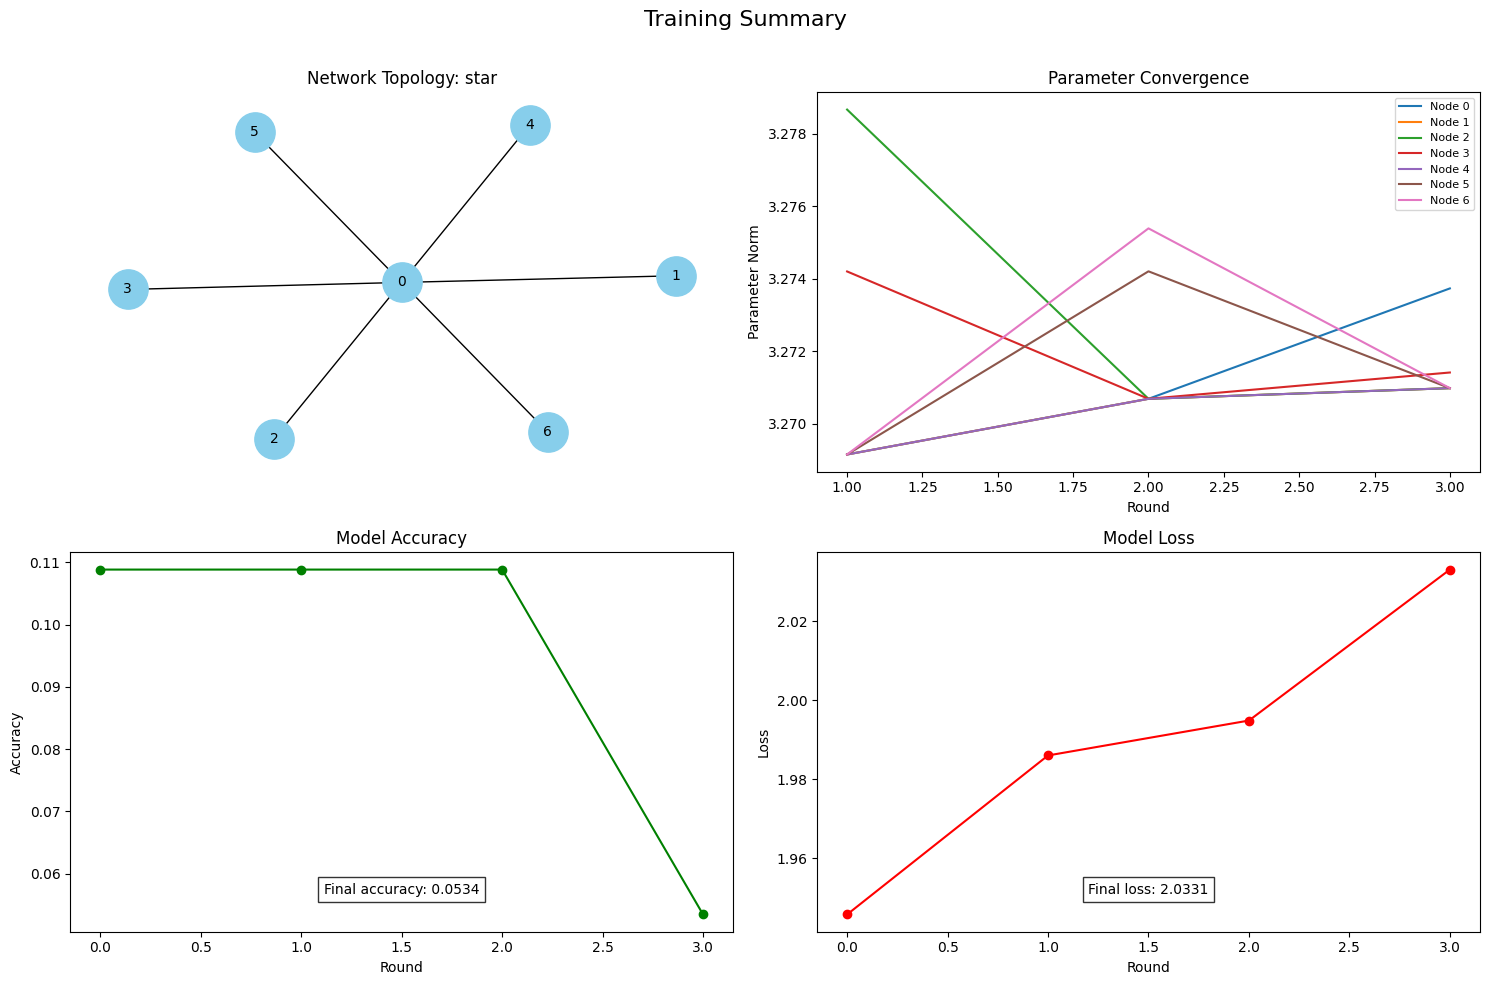 Training Summary
Network Topology: star
5
4
0
1
3
2
6
Parameter Convergence
Parameter Norm
3.278
3.276
3.274
3.272
3.270
Node 0
Node 1
Node 2
Node 3
Node 4
Node 5
Node 6
1.00 1.25 1.50 1.75 2.00 2.25 2.50 2.75 3.00
Round
Model Accuracy
Accuracy
0.11
0.10
0.09
0.08
0.07
0.06
Final accuracy: 0.0534
0.0 0.5 1.0 1.5 2.0 2.5 3.0
Round
Model Loss
Loss
2.02
2.00
1.98
1.96
Final loss: 2.0331
0.0 0.5 1.0 1.5 2.0 2.5 3.0
Round